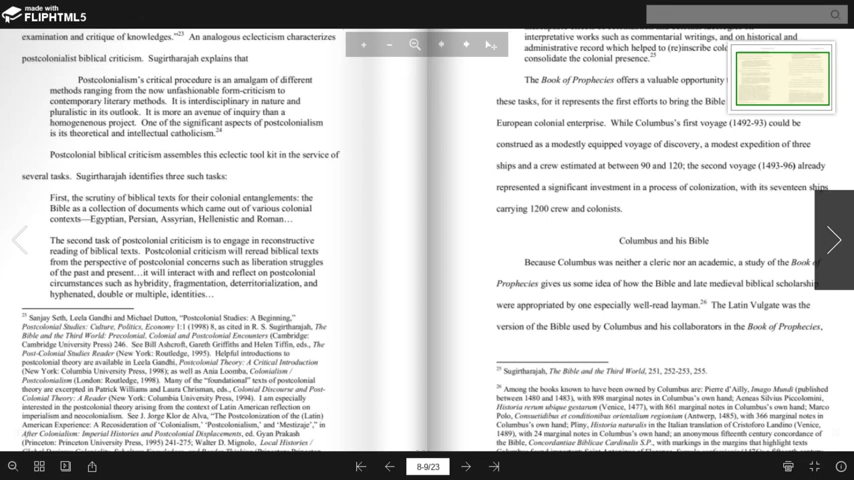 made with
FLIPHTML5
examination and critique of knowledges."23 An analogous eclecticism characterizes
postcolonialist biblical criticism. Sugirtharajah explains that
Postcolonialism's critical procedure is an amalgam of different
methods ranging from the now unfashionable form-criticism to
contemporary literary methods. It is interdisciplinary in nature and
pluralistic in its outlook. It is more an avenue of inquiry than a
homogenous project. One of the significant aspects of postcolonialism
is its theoretical and intellectual catholicism.24
Postcolonial biblical criticism assembles this eclectic tool kit in the service of
several tasks. Sugirtharajah identifies three such tasks:
First, the scrutiny of biblical texts for their colonial entanglements: the
Bible as a collection of documents which came out of various colonial
contexts—Egyptian, Persian, Assyrian, Hellenistic and Roman…
The second task of postcolonial criticism is to engage in reconstructive
reading of biblical texts. Postcolonial criticism will reread biblical texts
from the perspective of postcolonial concerns such as liberation struggles
of the past and present…it will interact with and reflect on postcolonial
circumstances such as hybridity, fragmentation, deterritorialization, and
hyphenated, double or multiple, identities…
23 Sanjay Seth, Leela Gandhi and Michael Dutton, "Postcolonial Studies: A Beginning,"
Postcolonial Studies: Culture, Politics, Economy 1:1 (1998) 8, as cited in R. S. Sugirtharajah, The
Bible and the Third World: Precolonial, Colonial and Postcolonial Encounters (Cambridge:
Cambridge University Press) 246. See Bill Ashcroft, Gareth Griffiths and Helen Tiffin, eds., The
Post-Colonial Studies Reader (New York: Routledge, 1995). Helpful introductions to
postcolonial theory are available in Leela Gandhi, Postcolonial Theory: A Critical Introduction
(New York: Columbia University Press, 1998); as well as Ania Loomba, Colonialism /
Postcolonialism (London: Routledge, 1998). Many of the "foundational" texts of postcolonial
theory are excerpted in Patrick Williams and Laura Chrisman, eds., Colonial Discourse and Post-
Colonial Theory: A Reader (New York: Columbia University Press, 1994). I am especially
interested in the postcolonial theory arising from the context of Latin American reflection on
imperialism and neocolonialism. See J. Jorge Klor de Alva, "The Postcolonization of the (Latin)
American Experience: A Recosideration of 'Colonialism,' 'Postcolonialism,' and 'Mestizaje,'" in
After Colonialism: Imperial Histories and Postcolonial Displacements, ed. Gyan Prakash
(Princeton: Princeton University Press, 1995) 241-275; Walter D. Mignolo, Local Histories /
interpretive works such as commentarial writings, and on historical and
administrative record which helped to (re)inscribe
consolidate the colonial presence.25
The Book of Prophecies offers a valuable opportunity
these tasks, for it represents the first efforts to bring the Bible
European colonial enterprise. While Columbus's first voyage (1492-93) could be
construed as a modestly equipped voyage of discovery, a modest expedition of three
ships and a crew estimated at between 90 and 120; the second voyage (1493-96) already
represented a significant investment in a process of colonization, with its seventeen ships
carrying 1200 crew and colonists.
Columbus and his Bible
Because Columbus was neither a cleric nor an academic, a study of the Book of
Prophecies gives us some idea of how the Bible and late medieval biblical scholarship
were appropriated by one especially well-read layman.26 The Latin Vulgate was the
version of the Bible used by Columbus and his collaborators in the Book of Prophecies,
25 Sugirtharajah, The Bible and the Third World, 251, 252-253, 255.
26 Among the books known to have been owned by Columbus are: Pierre d'Ailly, Imago Mundi (published
between 1480 and 1483), with 898 marginal notes in Columbus's own hand; Aeneas Silvius Piccolomini,
Historia rerum ubique gestarum (Venice, 1477), with 861 marginal notes in Columbus's own hand; Marco
Polo, Consuetudibus et conditionibus orientalium regionum (Antwerp, 1485), with 366 marginal notes in
Columbus's own hand; Pliny, Historia naturalis in the Italian translation of Cristoforo Landino (Venice,
1489), with 24 marginal notes in Columbus's own hand; an anonymous fifteenth century concordance of
the Bible, Concordantiae Bibliae Cardinalis S.P., with markings in the margins that highlight texts
8-9/23